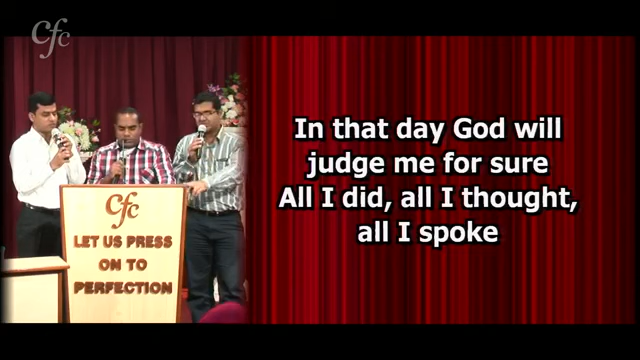 cfc
cfc
LET US PRESS
ON TO
PERFECTION
In that day God will
judge me for sure
All I did, all I thought,
all I spoke